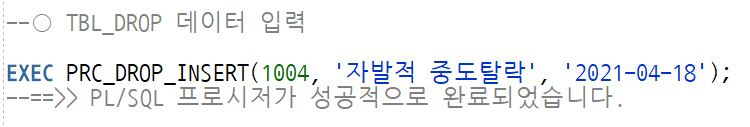 --○ TBL_DROP 데이터 입력
EXEC PRC_DROP_INSERT(1004, '자발적 중도탈락', '2021-04-18');
--==>> PL/SQL 프로시저가 성공적으로 완료되었습니다.